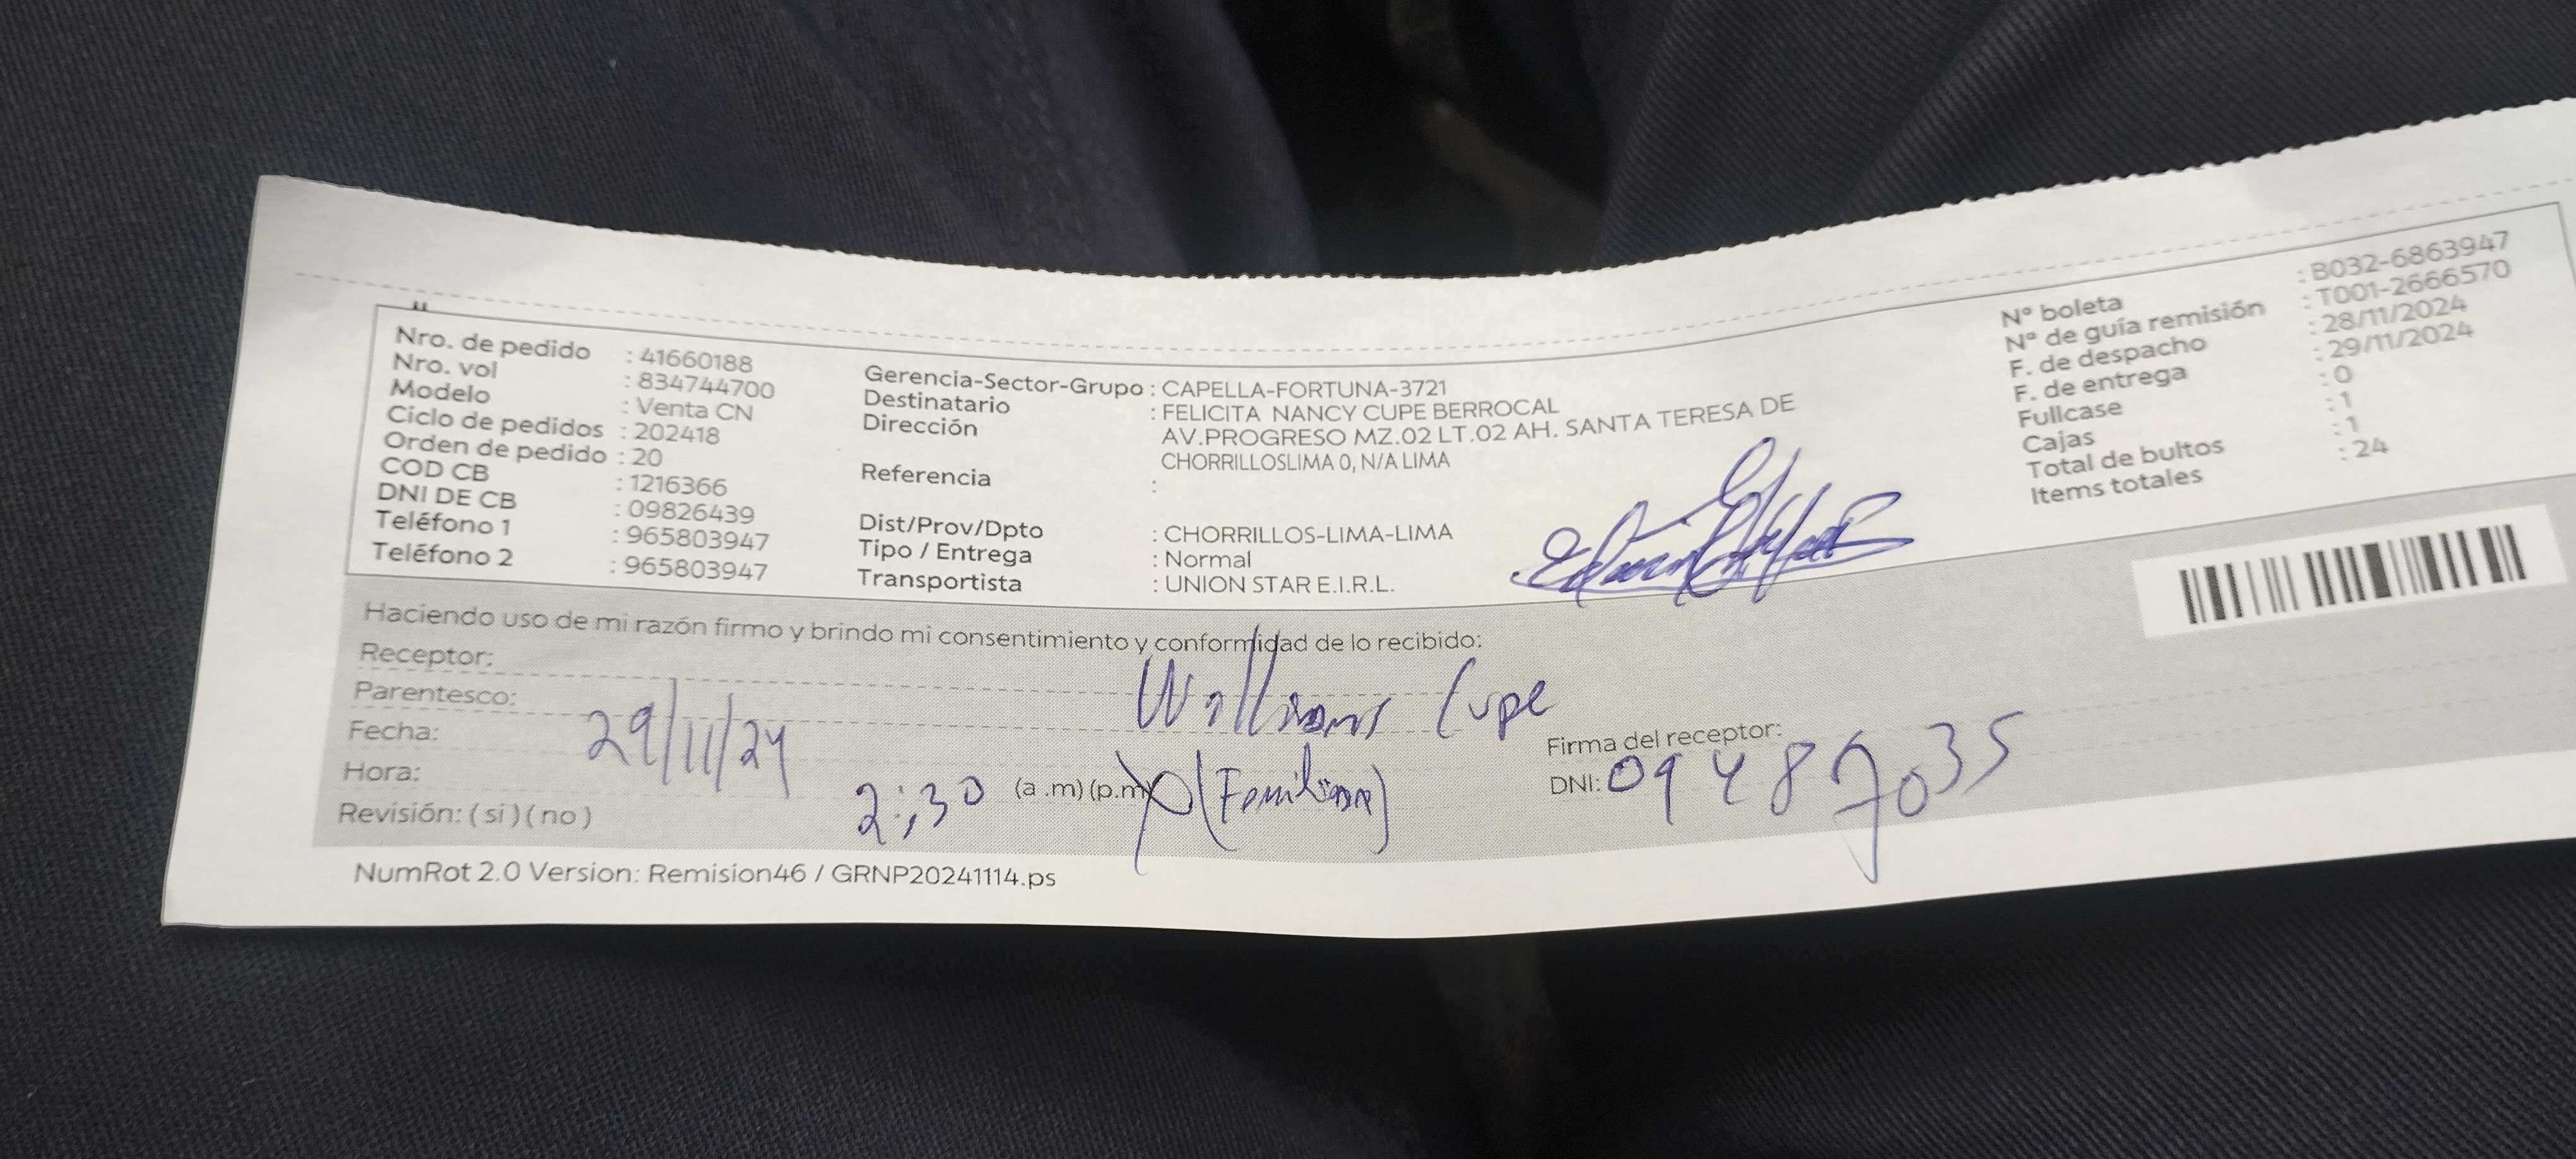 Nro. de pedido : 41660188
Nro. vol : 834744700
Modelo : Venta CN
Ciclo de pedidos : 202418
Orden de pedido : 20
COD CB : 1216366
DNI DE CB : 09826439
Teléfono 1 : 965803947
Teléfono 2 : 965803947
Gerencia-Sector-Grupo : CAPELLA-FORTUNA-3721
Destinatario : FELICITA NANCY CUPE BERROCAL
Dirección AV.PROGRESO MZ.02 LT.02 AH. SANTA TERESA DE
CHORRILLOSLIMA 0, N/A LIMA
Referencia :
Dist/Prov/Dpto : CHORRILLOS-LIMA-LIMA
Tipo / Entrega : Normal
Transportista : UNION STAR E.I.R.L.
N° boleta : B032-6863947
N° de guía remisión : T001-2666570
F. de despacho : 28/11/2024
F. de entrega : 29/11/2024
Fullcase : 0
Cajas : 1
Total de bultos : 1
Items totales : 24
Haciendo uso de mi razón firmo y brindo mi consentimiento y conformidad de lo recibido:
Receptor: Cupe
Parentesco:
Fecha: 29/11/24
Hora: 2:30 (a .m) (p.m)
Revisión: ( si ) ( no )
Firma del receptor:
DNI: 09487035
NumRot 2.0 Version: Remision46 / GRNP20241114.ps